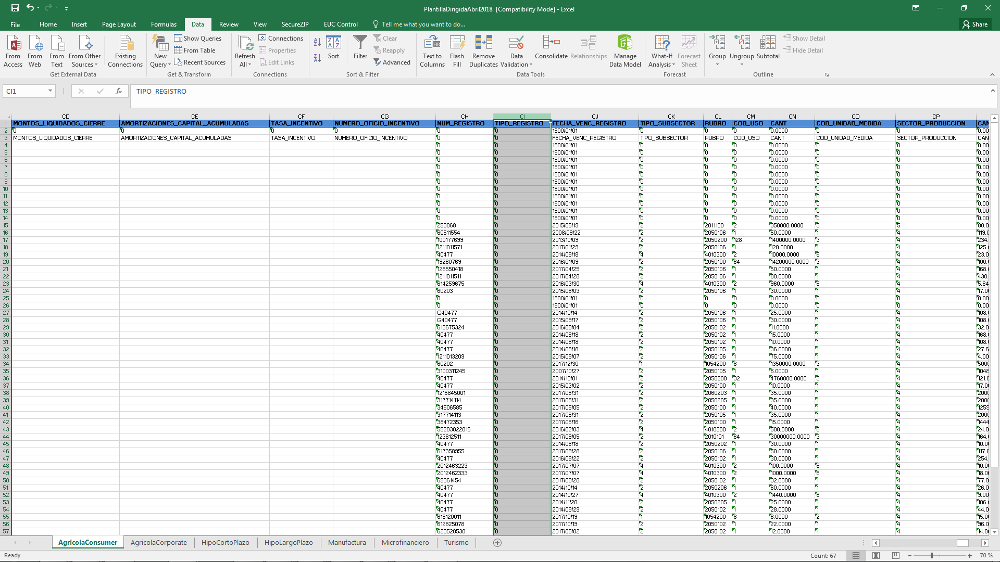 PlantillaDirigidaAbril2018  [Compatibility Mode] - Excel
File Home Insert Page Layout Formulas Data Review View SecureZIP EUC Control Tell me what you want to do... Share
From Access From Web From Text From Other Sources Existing Connections Get External Data
New Query Show Queries From Table Recent Sources Get & Transform
Refresh All Connections Properties Edit Links Connections
Sort Filter Clear Reapply Advanced Sort & Filter
Text to Columns Flash Fill Remove Duplicates Data Validation Consolidate Relationships Manage Data Model Data Tools
What-If Analysis Forecast Sheet Forecast
Group Ungroup Subtotal Show Detail Hide Detail Outline
CI1 fx TIPO_REGISTRO
CD CE CF CG CH CI CJ CK CL CM CN CO CP
1 MONTOS_LIQUIDADOS_CIERRE AMORTIZACIONES_CAPITAL_ACUMULADAS TASA_INCENTIVO NUMERO_OFICIO_INCENTIVO NUM_REGISTRO TIPO_REGISTRO FECHA_VENC_REGISTRO TIPO_SUBSECTOR RUBRO COD_USO CANT COD_UNIDAD_MEDIDA SECTOR_PRODUCCION CAN
2 0 0 0 0 0 0 1900/01/01 0 0 0 0.0000 0 0 0.00
3 MONTOS_LIQUIDADOS_CIERRE AMORTIZACIONES_CAPITAL_ACUMULADAS TASA_INCENTIVO NUMERO_OFICIO_INCENTIVO 0 0 FECHA_VENC_REGISTRO TIPO_SUBSECTOR RUBRO COD_USO CANT COD_UNIDAD_MEDIDA SECTOR_PRODUCCION CAN
4 0 0 1900/01/01 0 0 0 0.0000 0 0 0.00
5 0 0 1900/01/01 0 0 0 0.0000 0 0 0.00
6 0 0 1900/01/01 0 0 0 0.0000 0 0 0.00
7 0 0 1900/01/01 0 0 0 0.0000 0 0 0.00
8 0 0 1900/01/01 0 0 0 0.0000 0 0 0.00
9 0 0 1900/01/01 0 0 0 0.0000 0 0 0.00
10 0 0 1900/01/01 0 0 0 0.0000 0 0 0.00
11 0 0 1900/01/01 0 0 0 0.0000 0 0 0.00
12 0 0 1900/01/01 0 0 0 0.0000 0 0 0.00
13 0 0 1900/01/01 0 0 0 0.0000 0 0 0.00
14 0 0 1900/01/01 0 0 0 0.0000 0 0 0.00
15 253068 0 2015/06/19 2 2011100 2 350000.0000 3 5 80.0
16 60511554 0 2008/09/22 2 2050106 1 50.0000 1 4 119.0
17 100177699 0 2013/10/09 2 2050200 128 1400000.0000 3 4 234.
18 1211011571 0 2017/01/29 2 2050106 1 120.0000 1 4 125.0
19 40477 0 2014/08/18 4 4010300 2 10000.0000 6 4 23.0
20 19260769 0 2016/01/09 2 2050100 64 14200000.0000 3 4 100.
21 128550418 0 2017/04/25 2 2050106 1 50.0000 1 4 168.
22 1211011511 0 2017/04/28 2 2050106 1 80.0000 1 4 430.
23 614259675 0 2016/03/30 4 4010300 2 960.0000 6 4 5.64
24 60203 0 2015/06/03 2 2050106 1 30.0000 1 4 17.0
25 0 0 1900/01/01 0 0 0 0.0000 0 0 0.00
26 0 0 1900/01/01 0 0 0 0.0000 0 0 0.00
27 G40477 0 2014/10/14 2 2050106 1 25.0000 1 4 108.
28 G40477 0 2015/09/17 2 2050106 1 30.0000 1 4 108.
29 613675324 0 2016/09/04 2 2050102 1 11.0000 1 4 32.0
30 40477 0 2014/08/18 2 2050102 1 15.0000 1 4 168.
31 40477 0 2014/08/18 2 2050102 1 10.0000 1 4 108.
32 40477 0 2014/08/18 2 2050105 1 36.0000 1 4 27.6
33 1211013209 0 2015/09/07 2 2050106 1 75.0000 1 4 4.00
34 60202 0 2017/12/30 1 1054200 8 1350000.0000 3 4 5000
35 3100311245 0 2007/10/27 2 2050105 1 6.0000 1 4 1048
36 40477 0 2014/10/01 2 2050200 32 4760000.0000 3 4 121.0
37 40477 0 2015/03/02 2 2050100 1 10.0000 1 4 17.0
38 1215845001 0 2017/05/31 2 2060203 1 35.0000 1 4 2000
39 317714114 0 2017/05/31 2 2050205 1 35.0000 1 4 2000
40 34506585 0 2017/05/05 2 2050100 1 40.0000 1 4 1253
41 317714113 0 2017/05/31 2 2050105 1 35.0000 1 4 2000
42 38472353 0 2017/05/16 2 2050100 1 15.0000 1 4 1444
43 55203022016 0 2016/02/03 4 4010300 2 500.0000 6 4 24.0
44 123812511 0 2017/09/05 2 2010101 64 30000000.0000 3 4 164.
45 40477 0 2014/08/18 2 2050202 1 30.0000 1 4 10.0
46 617358955 0 2017/09/28 2 2050106 1 50.0000 1 4 117.0
47 40477 0 2016/08/22 2 2050102 1 30.0000 1 4 254.
48 2012463223 0 2017/07/07 4 4010300 2 100.0000 6 4 10.0
49 2012462333 0 2017/07/07 4 4010300 2 1000.0000 6 4 18.0
50 69361454 0 2017/09/28 2 2050102 1 32.0000 1 4 77.0
51 40477 0 2014/10/14 2 2050206 1 60.0000 1 4 26.0
52 40477 0 2014/10/27 4 4010300 2 1440.0000 6 4 9.00
53 40477 0 2014/11/20 2 2050205 1 25.0000 1 4 106.
54 40477 0 2014/09/29 2 2050102 1 28.0000 1 4 44.0
55 615120011 0 2017/10/19 1 1054200 8 6.0000 2 4 15.0
56 612825078 0 2017/10/19 2 2050102 1 22.0000 1 4 96.0
57 620520530 0 2017/05/02 2 2050102 1 12.0000 1 4 14.0
AgricolaConsumer AgricolaCorporate HipoCortoPlazo HipoLargoPlazo Manufactura Microfinanciero Turismo
Ready Count: 67 70 %